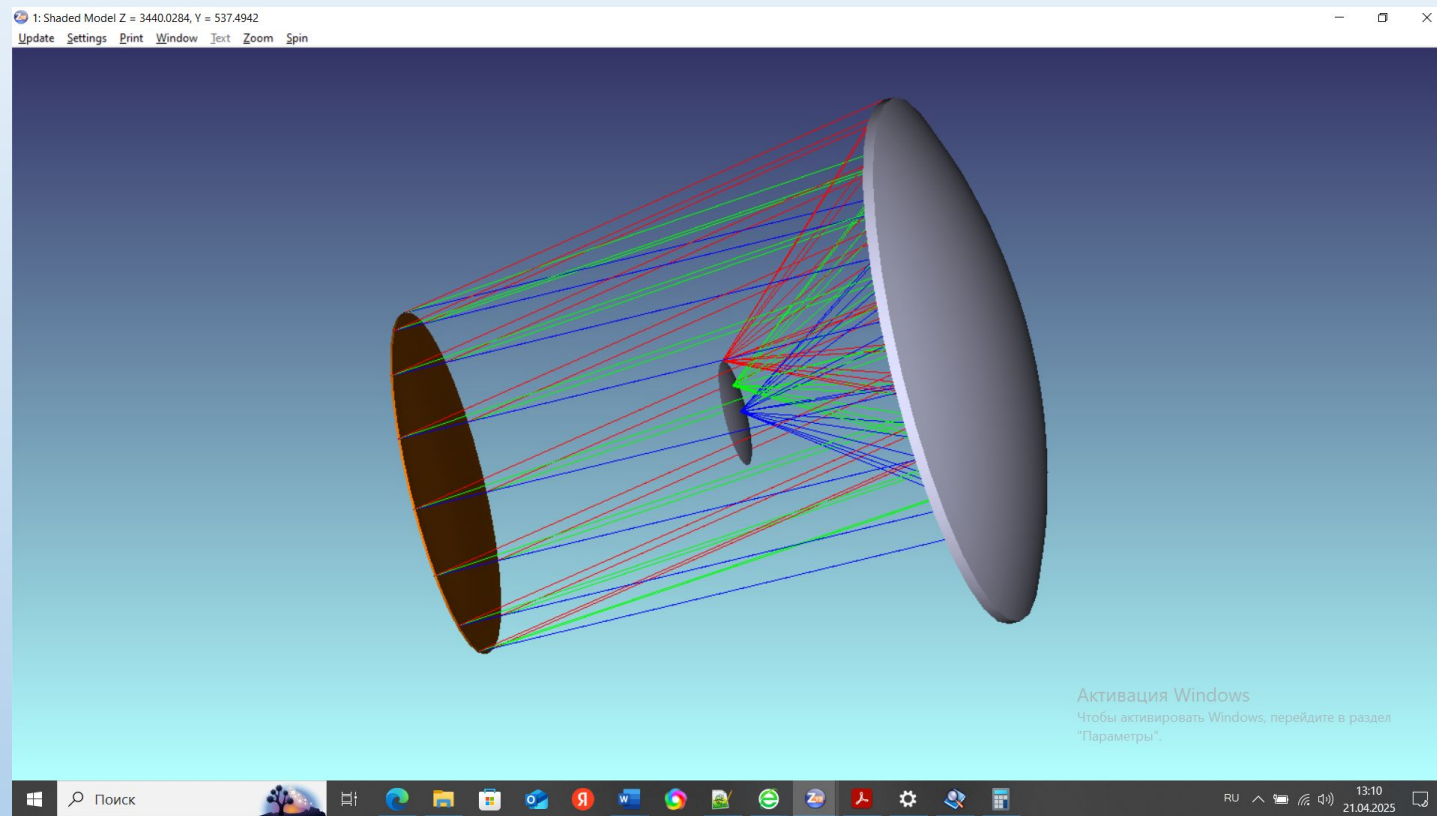 1: Shaded Model Z = 3440.0284, Y = 537.4942
Update Settings Print Window Text Zoom Spin
Активация Windows
Чтобы активировать Windows, перейдите в раздел
"Параметры".
Поиск
RU
13:10
21.04.2025